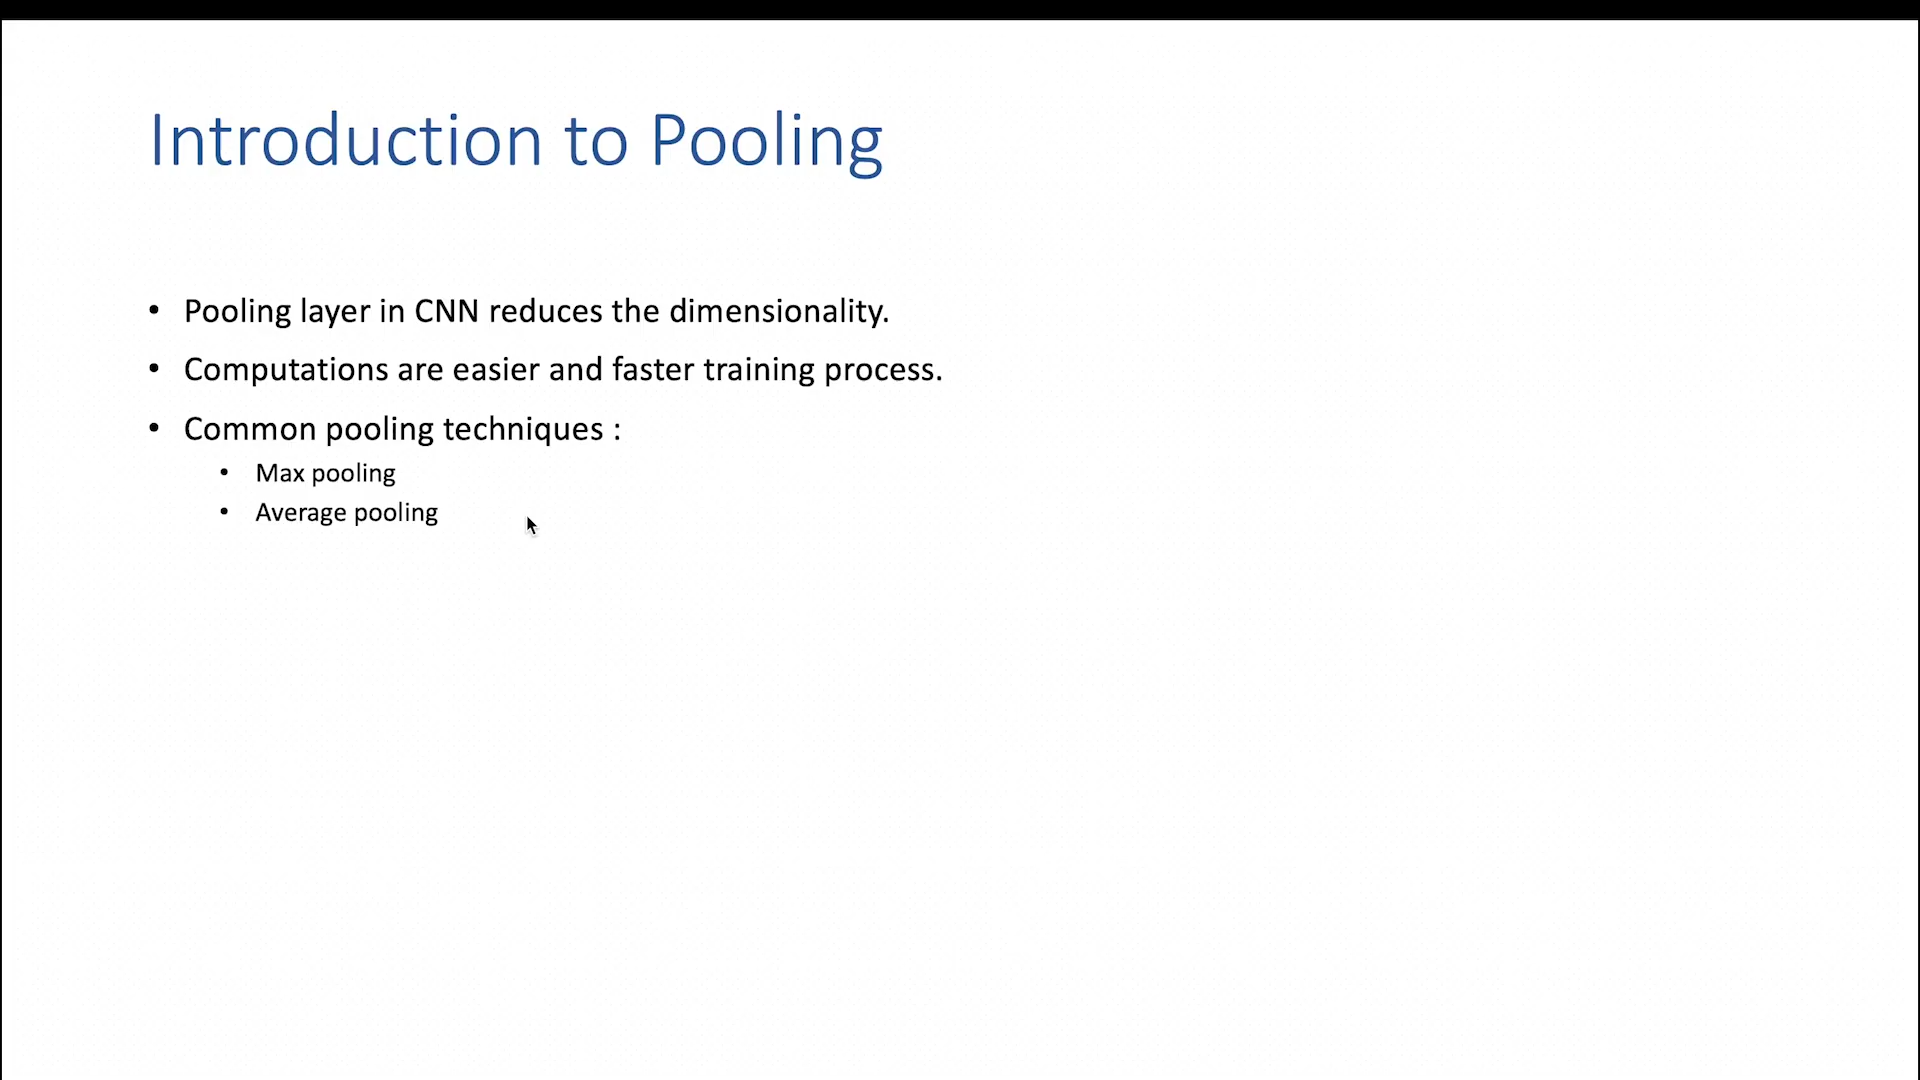 Introduction to Pooling
• Pooling layer in CNN reduces the dimensionality.
• Computations are easier and faster training process.
• Common pooling techniques :
• Max pooling
• Average pooling